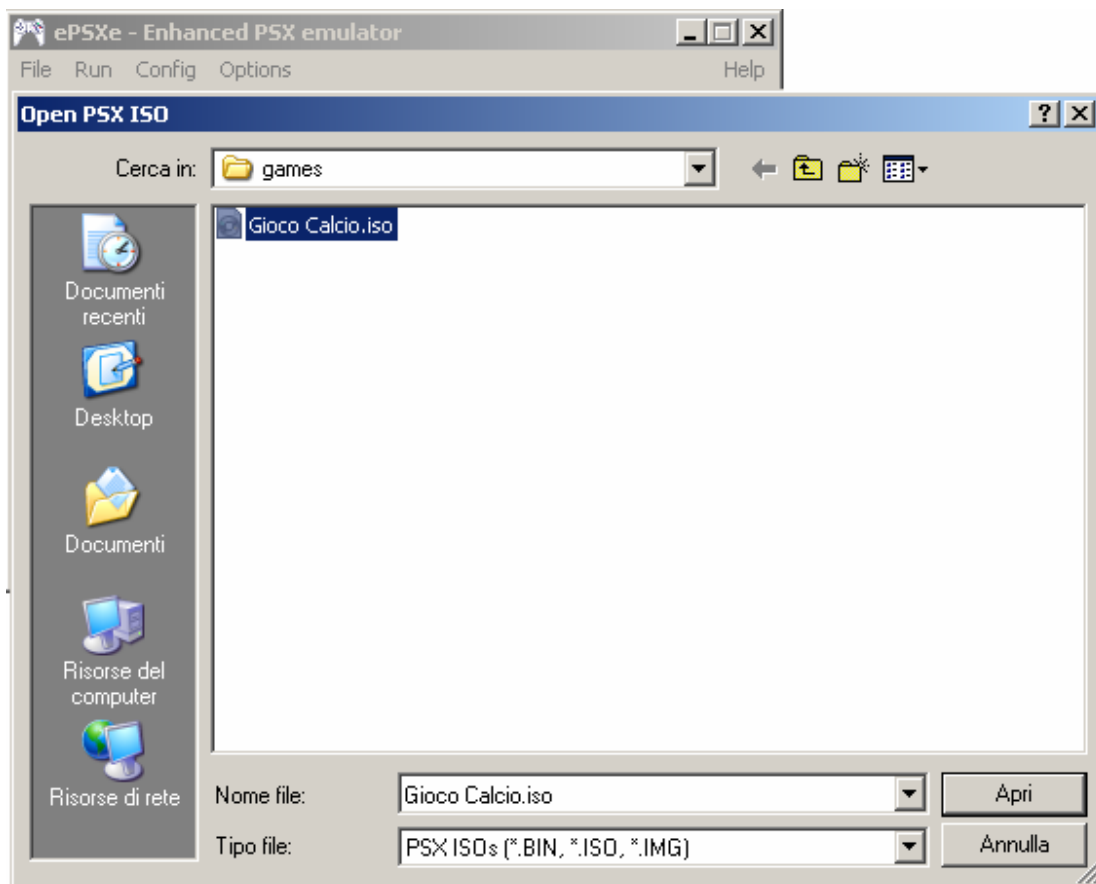 ePSXe - Enhanced PSX emulator
File Run Config Options Help
Open PSX ISO
Cerca in: games
Gioco Calcio.iso
Documenti
recenti
Desktop
Documenti
Risorse del
computer
Risorse di rete
Nome file: Gioco Calcio.iso Apri
Tipo file: PSX ISOs (*.BIN, *.ISO, *.IMG) Annulla